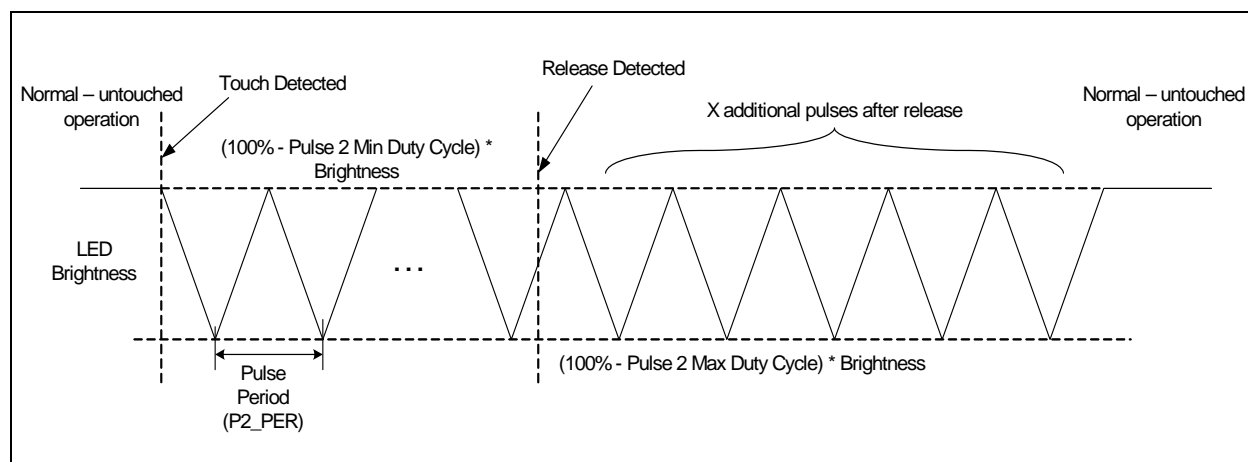 Normal – untouched
operation
Touch Detected
(100% - Pulse 2 Min Duty Cycle) *
Brightness
Release Detected
X additional pulses after release
Normal – untouched
operation
LED
Brightness
...
Pulse
Period
(P2_PER)
(100% - Pulse 2 Max Duty Cycle) * Brightness